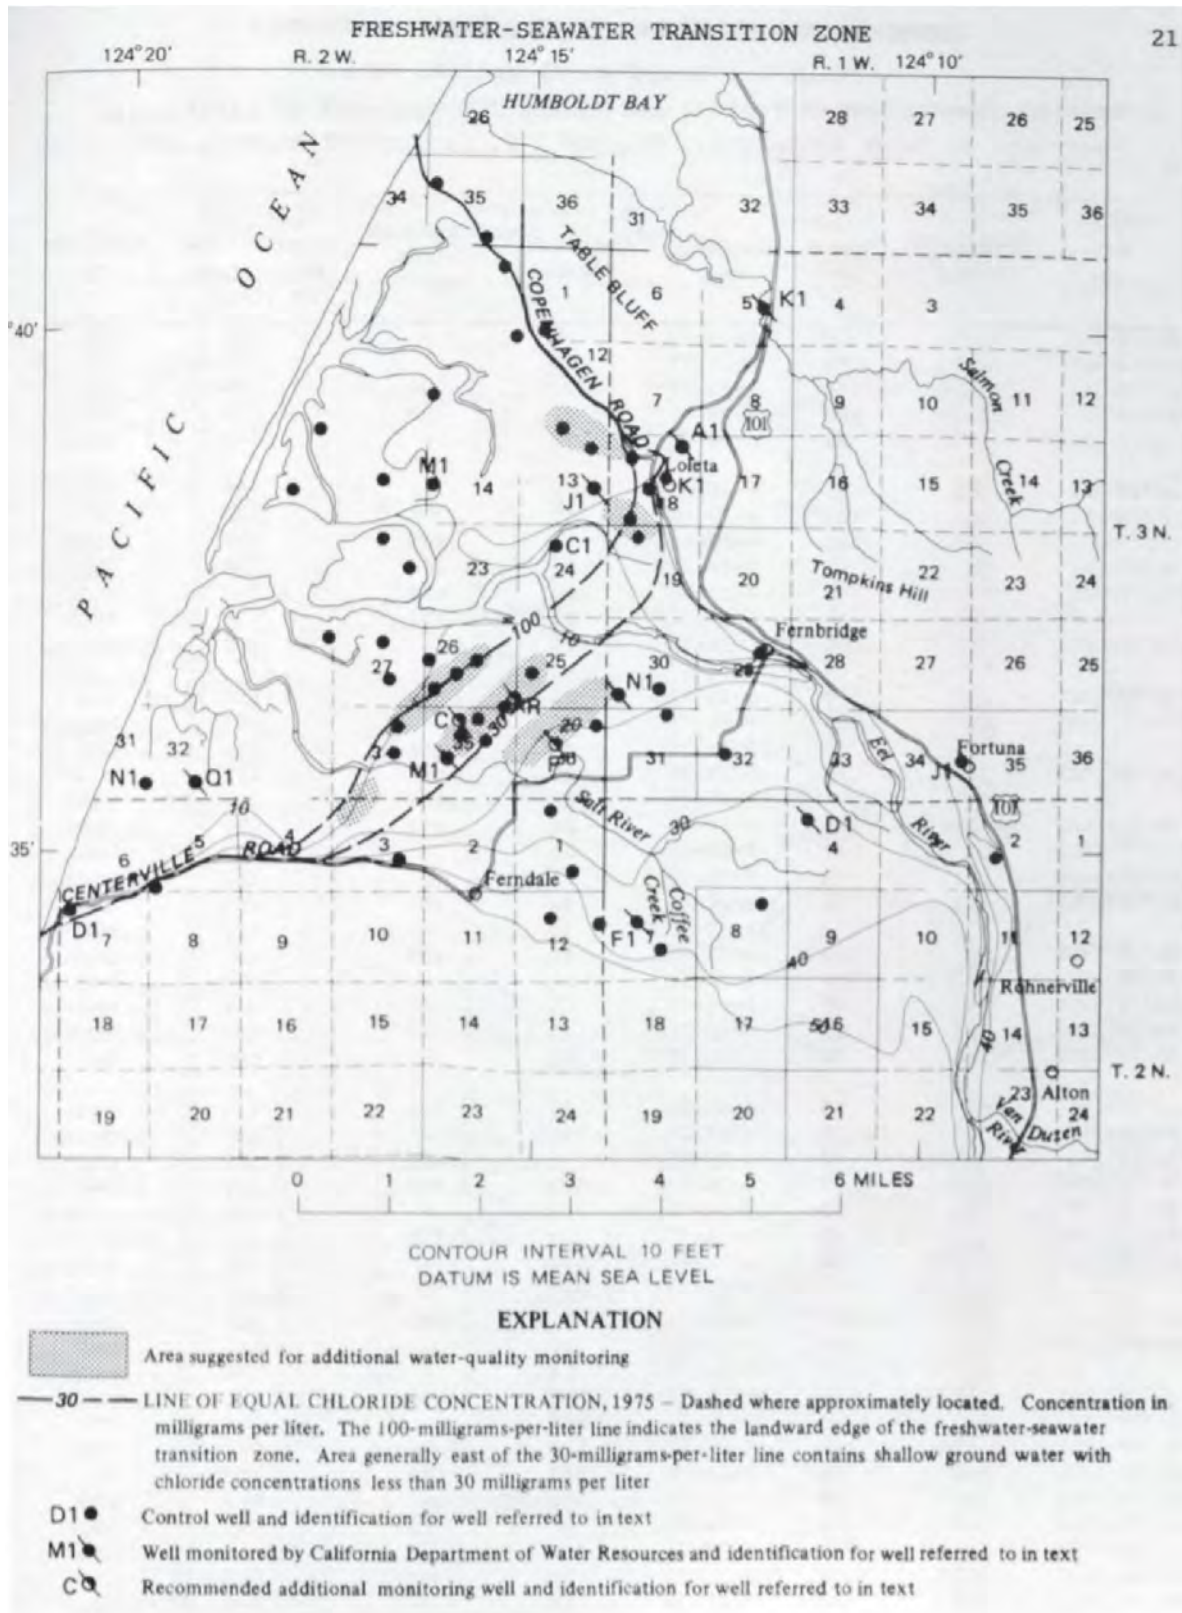 FRESHWATER-SEAWATER TRANSITION ZONE 21
124°20' R. 2 W. 124°15' R. 1 W. 124°10'
HUMBOLDT BAY
26 28 27 26 25
PACIFIC OCEAN
34 35 36 31 32 33 34 35 36
TABLE BLUFF
COPENHAGEN ROAD
1 6 5 K1 4 3
°40'
12
7 8 9 10 11 12
Salmon Creek
101
A1
Loleta
M1 14 13 K1 18 17 16 15 14 13
J1
T. 3 N.
C1
23 24 19 20 21 22 23 24
Tompkins Hill
100 10
Fernbridge
27 26 25 30 29 28 27 26 25
N1
AR
30
20
31 32
M1
35
31 32 33 34 35 36
Eel River
Fortuna
J1
N1 Q1
10
101
Salt River
30
D1
35'
6 5 4 3 2 1 4 2 1
CENTERVILLE ROAD
Ferndale
Coffee Creek
D1 7 8 9 10 11 12 F1 7 8 9 10 11 12
40
Rohnerville
18 17 16 15 14 13 18 17 16 15 14 13
50
40
T. 2 N.
Alton
19 20 21 22 23 24 19 20 21 22 23 24
Van Duzen River
0 1 2 3 4 5 6 MILES
CONTOUR INTERVAL 10 FEET
DATUM IS MEAN SEA LEVEL
EXPLANATION
Area suggested for additional water-quality monitoring
30 LINE OF EQUAL CHLORIDE CONCENTRATION, 1975 – Dashed where approximately located. Concentration in
milligrams per liter. The 100-milligrams-per-liter line indicates the landward edge of the freshwater-seawater
transition zone. Area generally east of the 30-milligrams-per-liter line contains shallow ground water with
chloride concentrations less than 30 milligrams per liter
D1 Control well and identification for well referred to in text
M1 Well monitored by California Department of Water Resources and identification for well referred to in text
C Recommended additional monitoring well and identification for well referred to in text